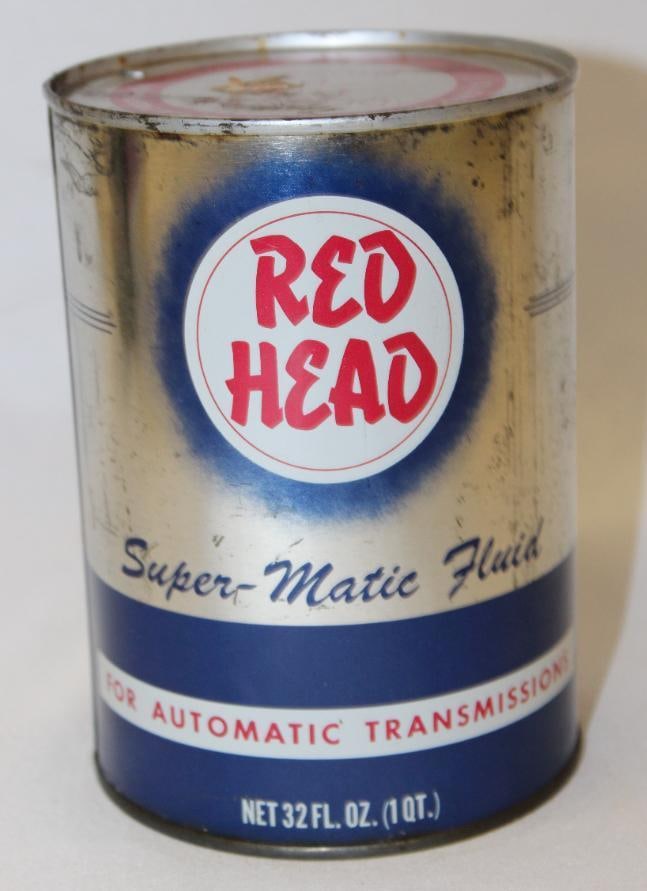 RED
HEAD
Super-Matic Fluid
FOR AUTOMATIC TRANSMISSIONS
NET 32 FL. OZ. (1 QT.)